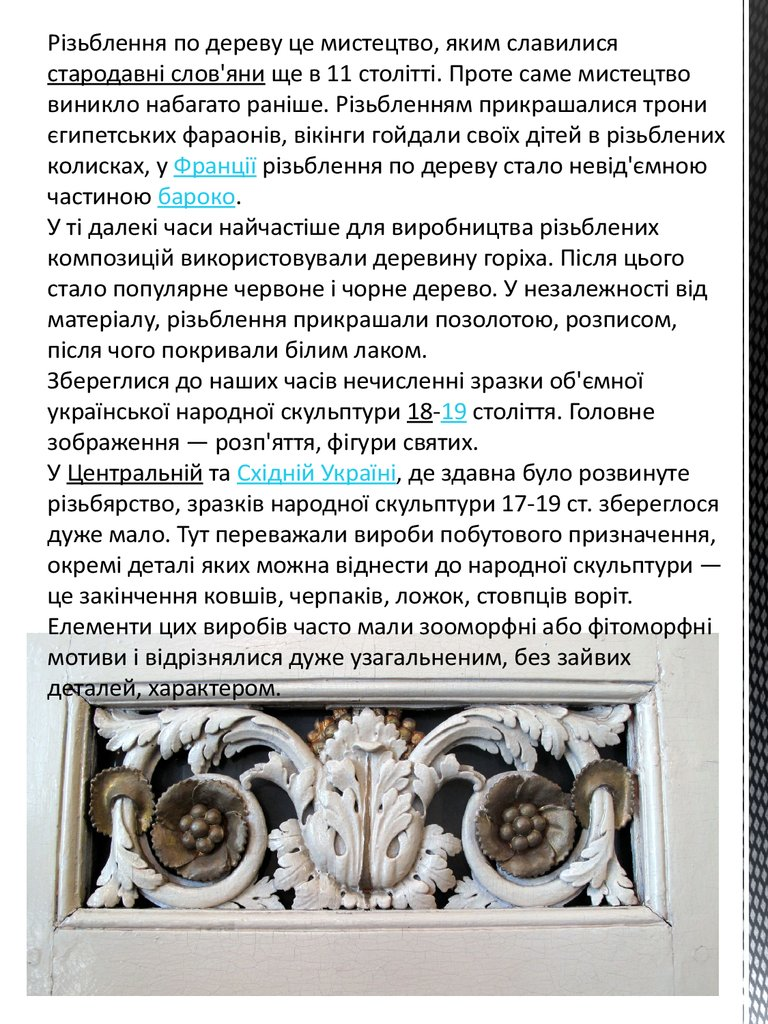 Різьблення по дереву це мистецтво, яким славилися
стародавні слов'яни ще в 11 столітті. Проте саме мистецтво
виникло набагато раніше. Різьбленням прикрашалися трони
єгипетських фараонів, вікінги гойдали своїх дітей в різьблених
колисках, у Франції різьблення по дереву стало невід'ємною
частиною бароко.
У ті далекі часи найчастіше для виробництва різьблених
композицій використовували деревину горіха. Після цього
стало популярне червоне і чорне дерево. У незалежності від
матеріалу, різьблення прикрашали позолотою, розписом,
після чого покривали білим лаком.
Збереглися до наших часів нечисленні зразки об'ємної
української народної скульптури 18-19 століття. Головне
зображення — розп'яття, фігури святих.
У Центральній та Східній Україні, де здавна було розвинуте
різьбярство, зразків народної скульптури 17-19 ст. збереглося
дуже мало. Тут переважали вироби побутового призначення,
окремі деталі яких можна віднести до народної скульптури —
це закінчення ковшів, черпаків, ложок, стовпців воріт.
Елементи цих виробів часто мали зооморфні або фітоморфні
мотиви і відрізнялися дуже узагальненим, без зайвих
деталей, характером.